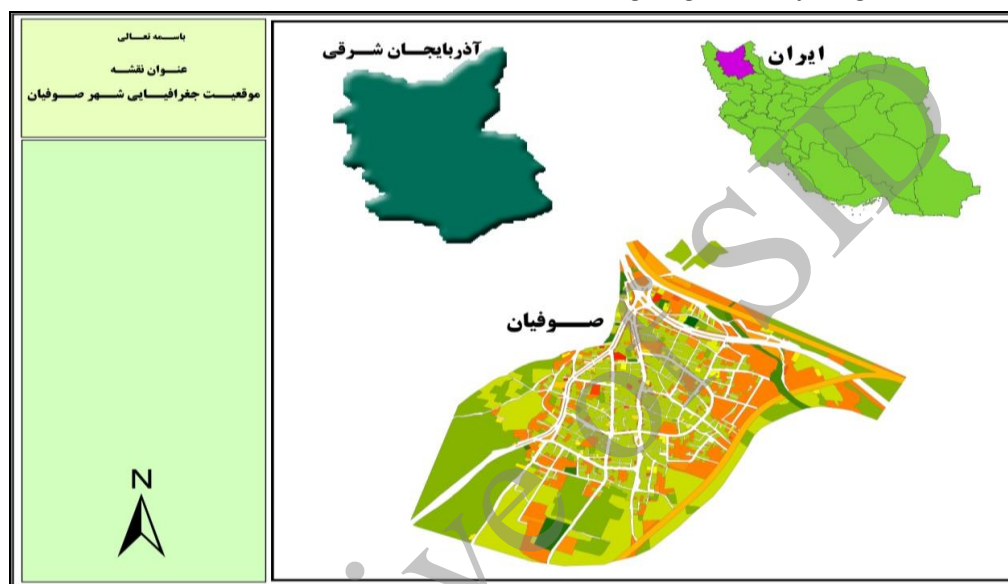 باسمه تعالی
عنوان نقشه
موقعیت جغرافیایی شهر صوفیان
آذربایجان شرقی
ایران
صوفیان
N